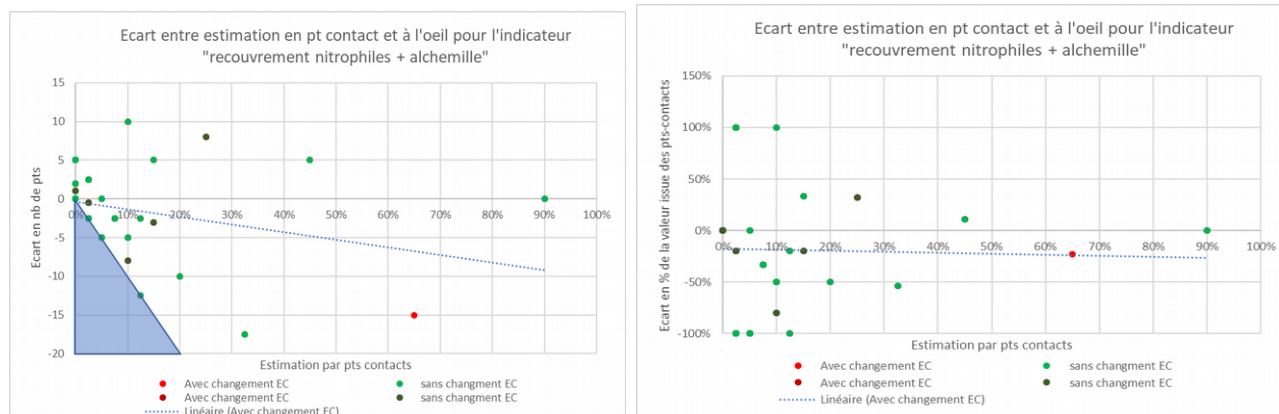 Ecart entre estimation en pt contact et à l'oeil pour l'indicateur
"recouvrement nitrophiles + alchemille"
Ecart en nb de pts
15
10
5
0
-5
-10
-15
-20
0% 10% 20% 30% 40% 50% 60% 70% 80% 90% 100%
Estimation par pts contacts
Avec changement EC sans changment EC
Avec changement EC sans changment EC
Linéaire (Avec changement EC)
Ecart entre estimation en pt contact et à l'oeil pour l'indicateur
"recouvrement nitrophiles + alchemille"
Ecart en % de la valeur issue des pts-contacts
150%
100%
50%
0%
-50%
-100%
0% 10% 20% 30% 40% 50% 60% 70% 80% 90% 100%
Estimation par pts contacts
Avec changement EC sans changment EC
Avec changement EC sans changment EC
Linéaire (Avec changement EC)